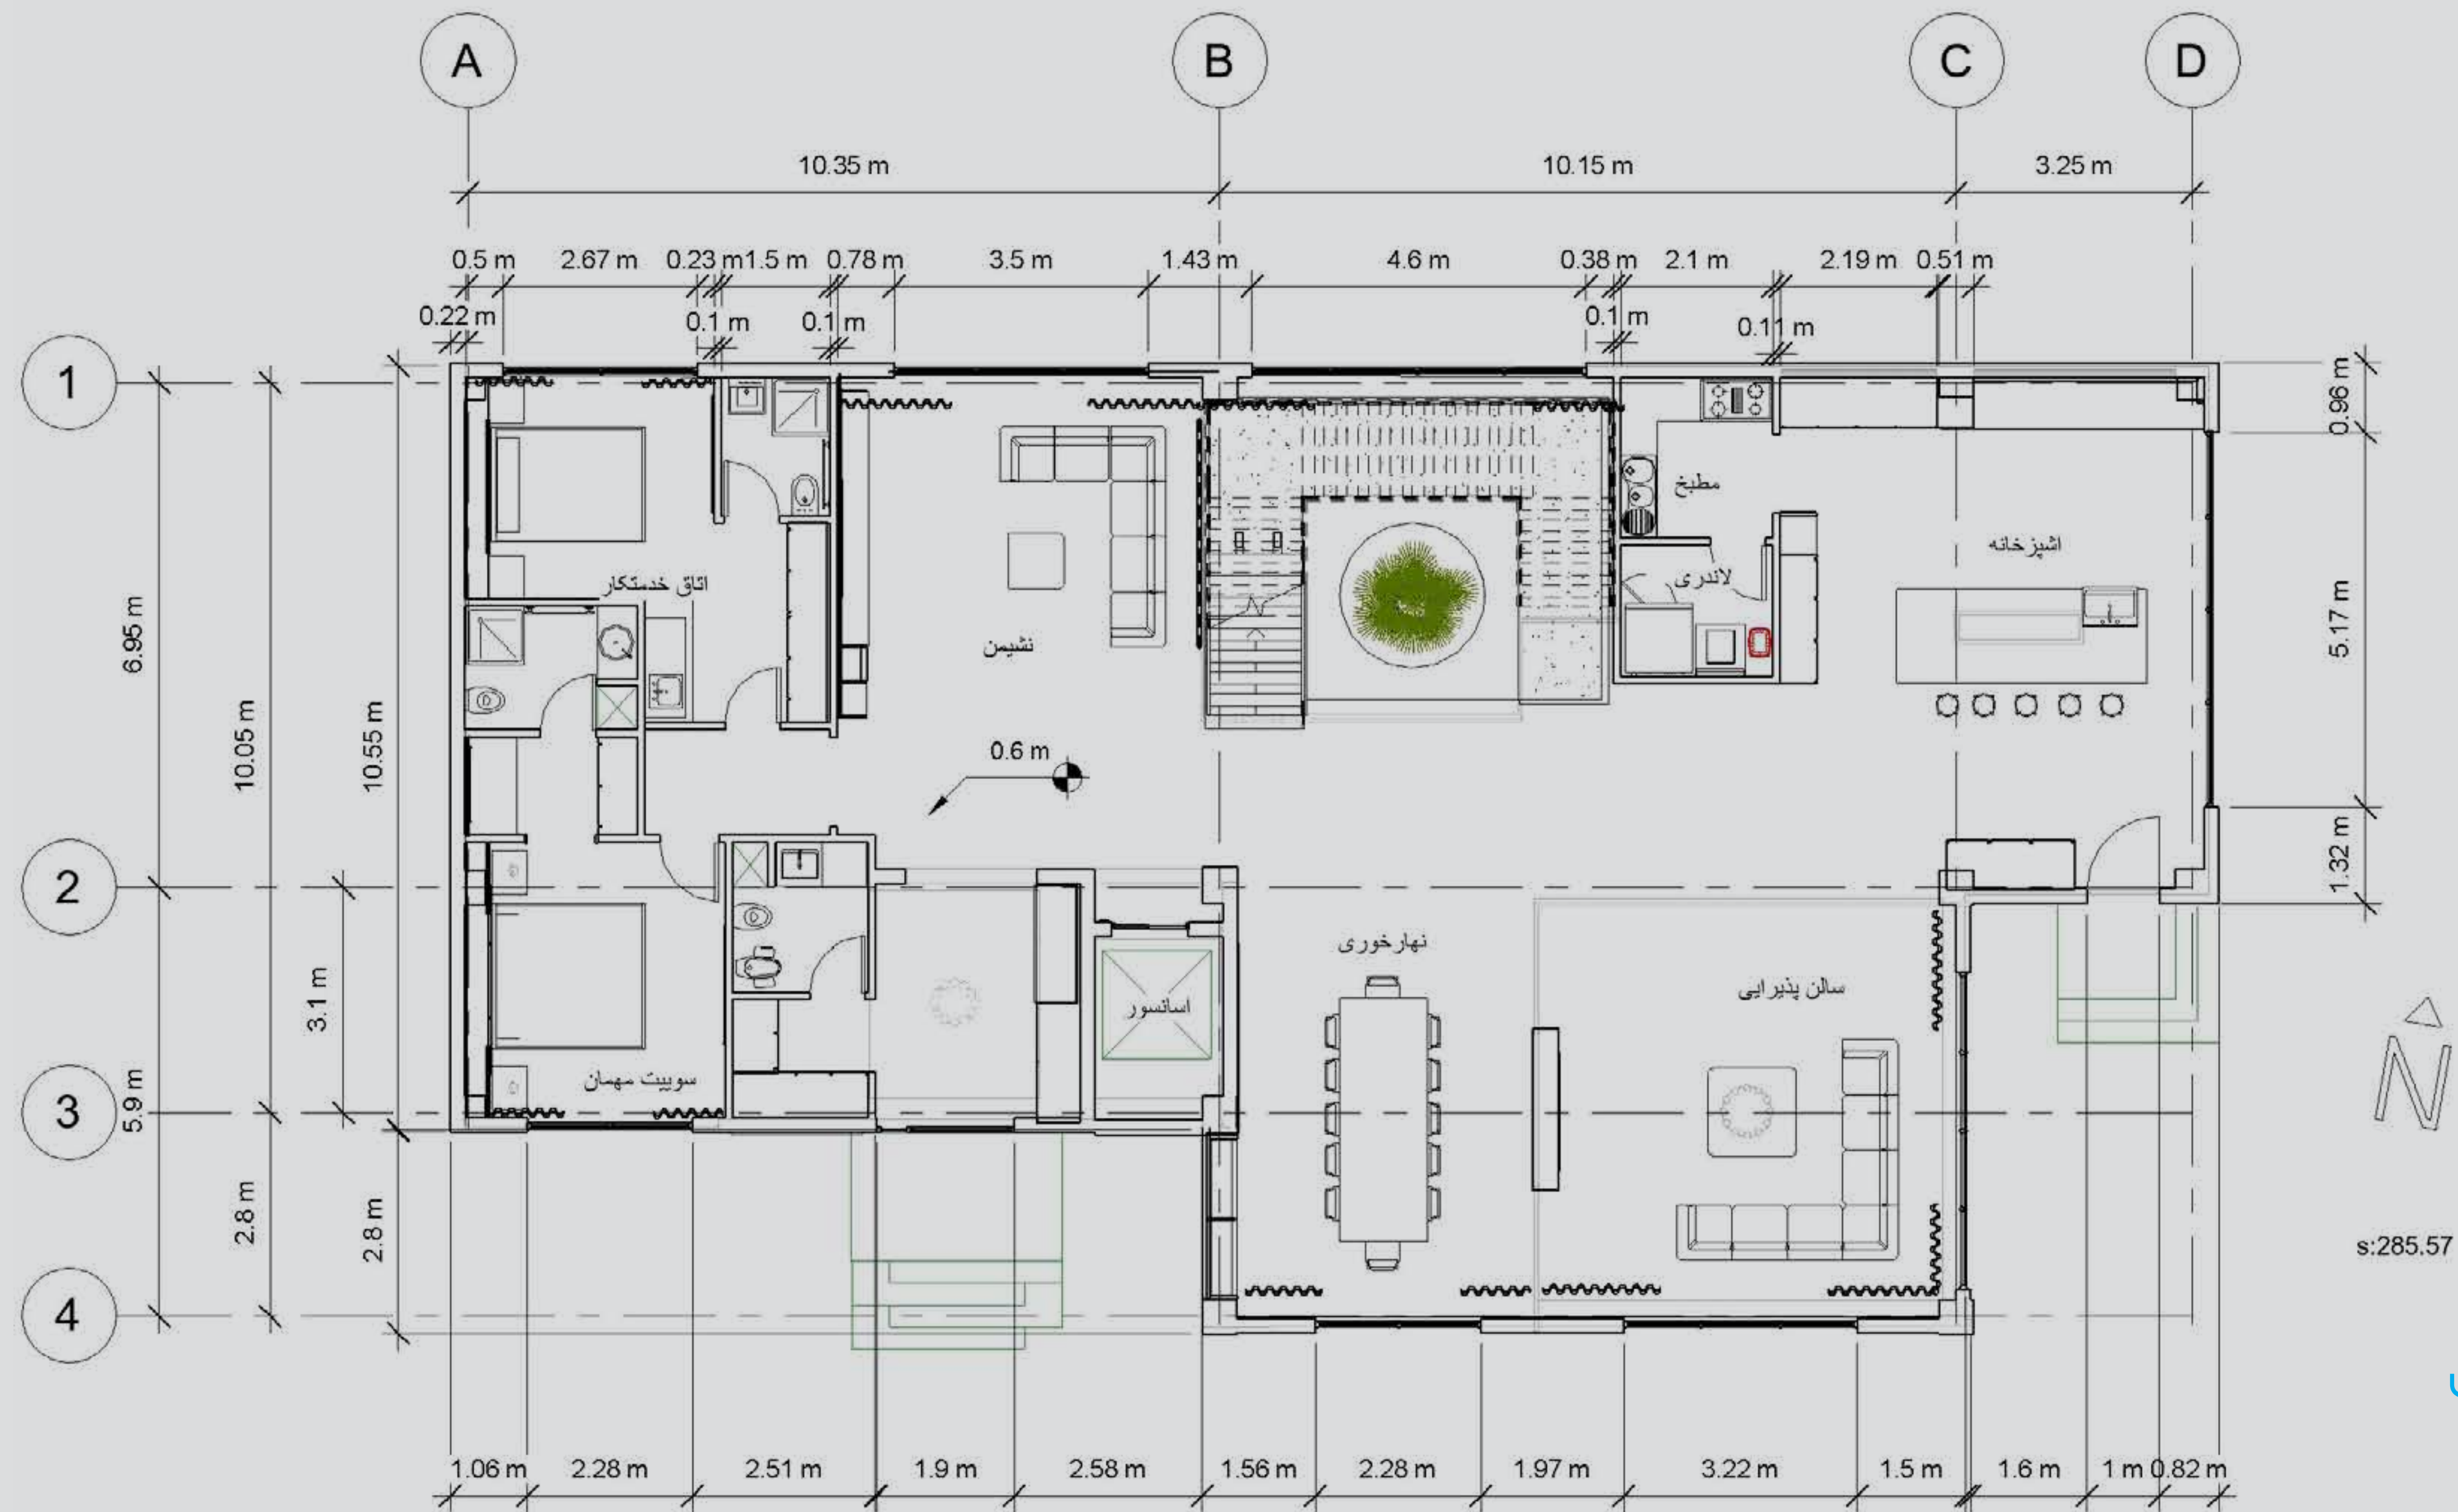 A B C D
10.35 m 10.15 m 3.25 m
0.5 m 2.67 m 0.23 m 1.5 m 0.78 m 3.5 m 1.43 m 4.6 m 0.38 m 2.1 m 2.19 m 0.51 m
0.22 m 0.1 m 0.1 m 0.1 m 0.11 m
1
0.96 m
مطبخ
اشپزخانه
لاندری
اتاق خدمتکار
5.17 m
6.95 m
نشیمن
10.05 m
10.55 m
0.6 m
1.32 m
2
نهارخوری
سالن پذیرایی
3.1 m
اسانسور
سوییت مهمان
N
3
5.9 m
2.8 m
2.8 m
s:285.57
4
1.06 m 2.28 m 2.51 m 1.9 m 2.58 m 1.56 m 2.28 m 1.97 m 3.22 m 1.5 m 1.6 m 1 m 0.82 m